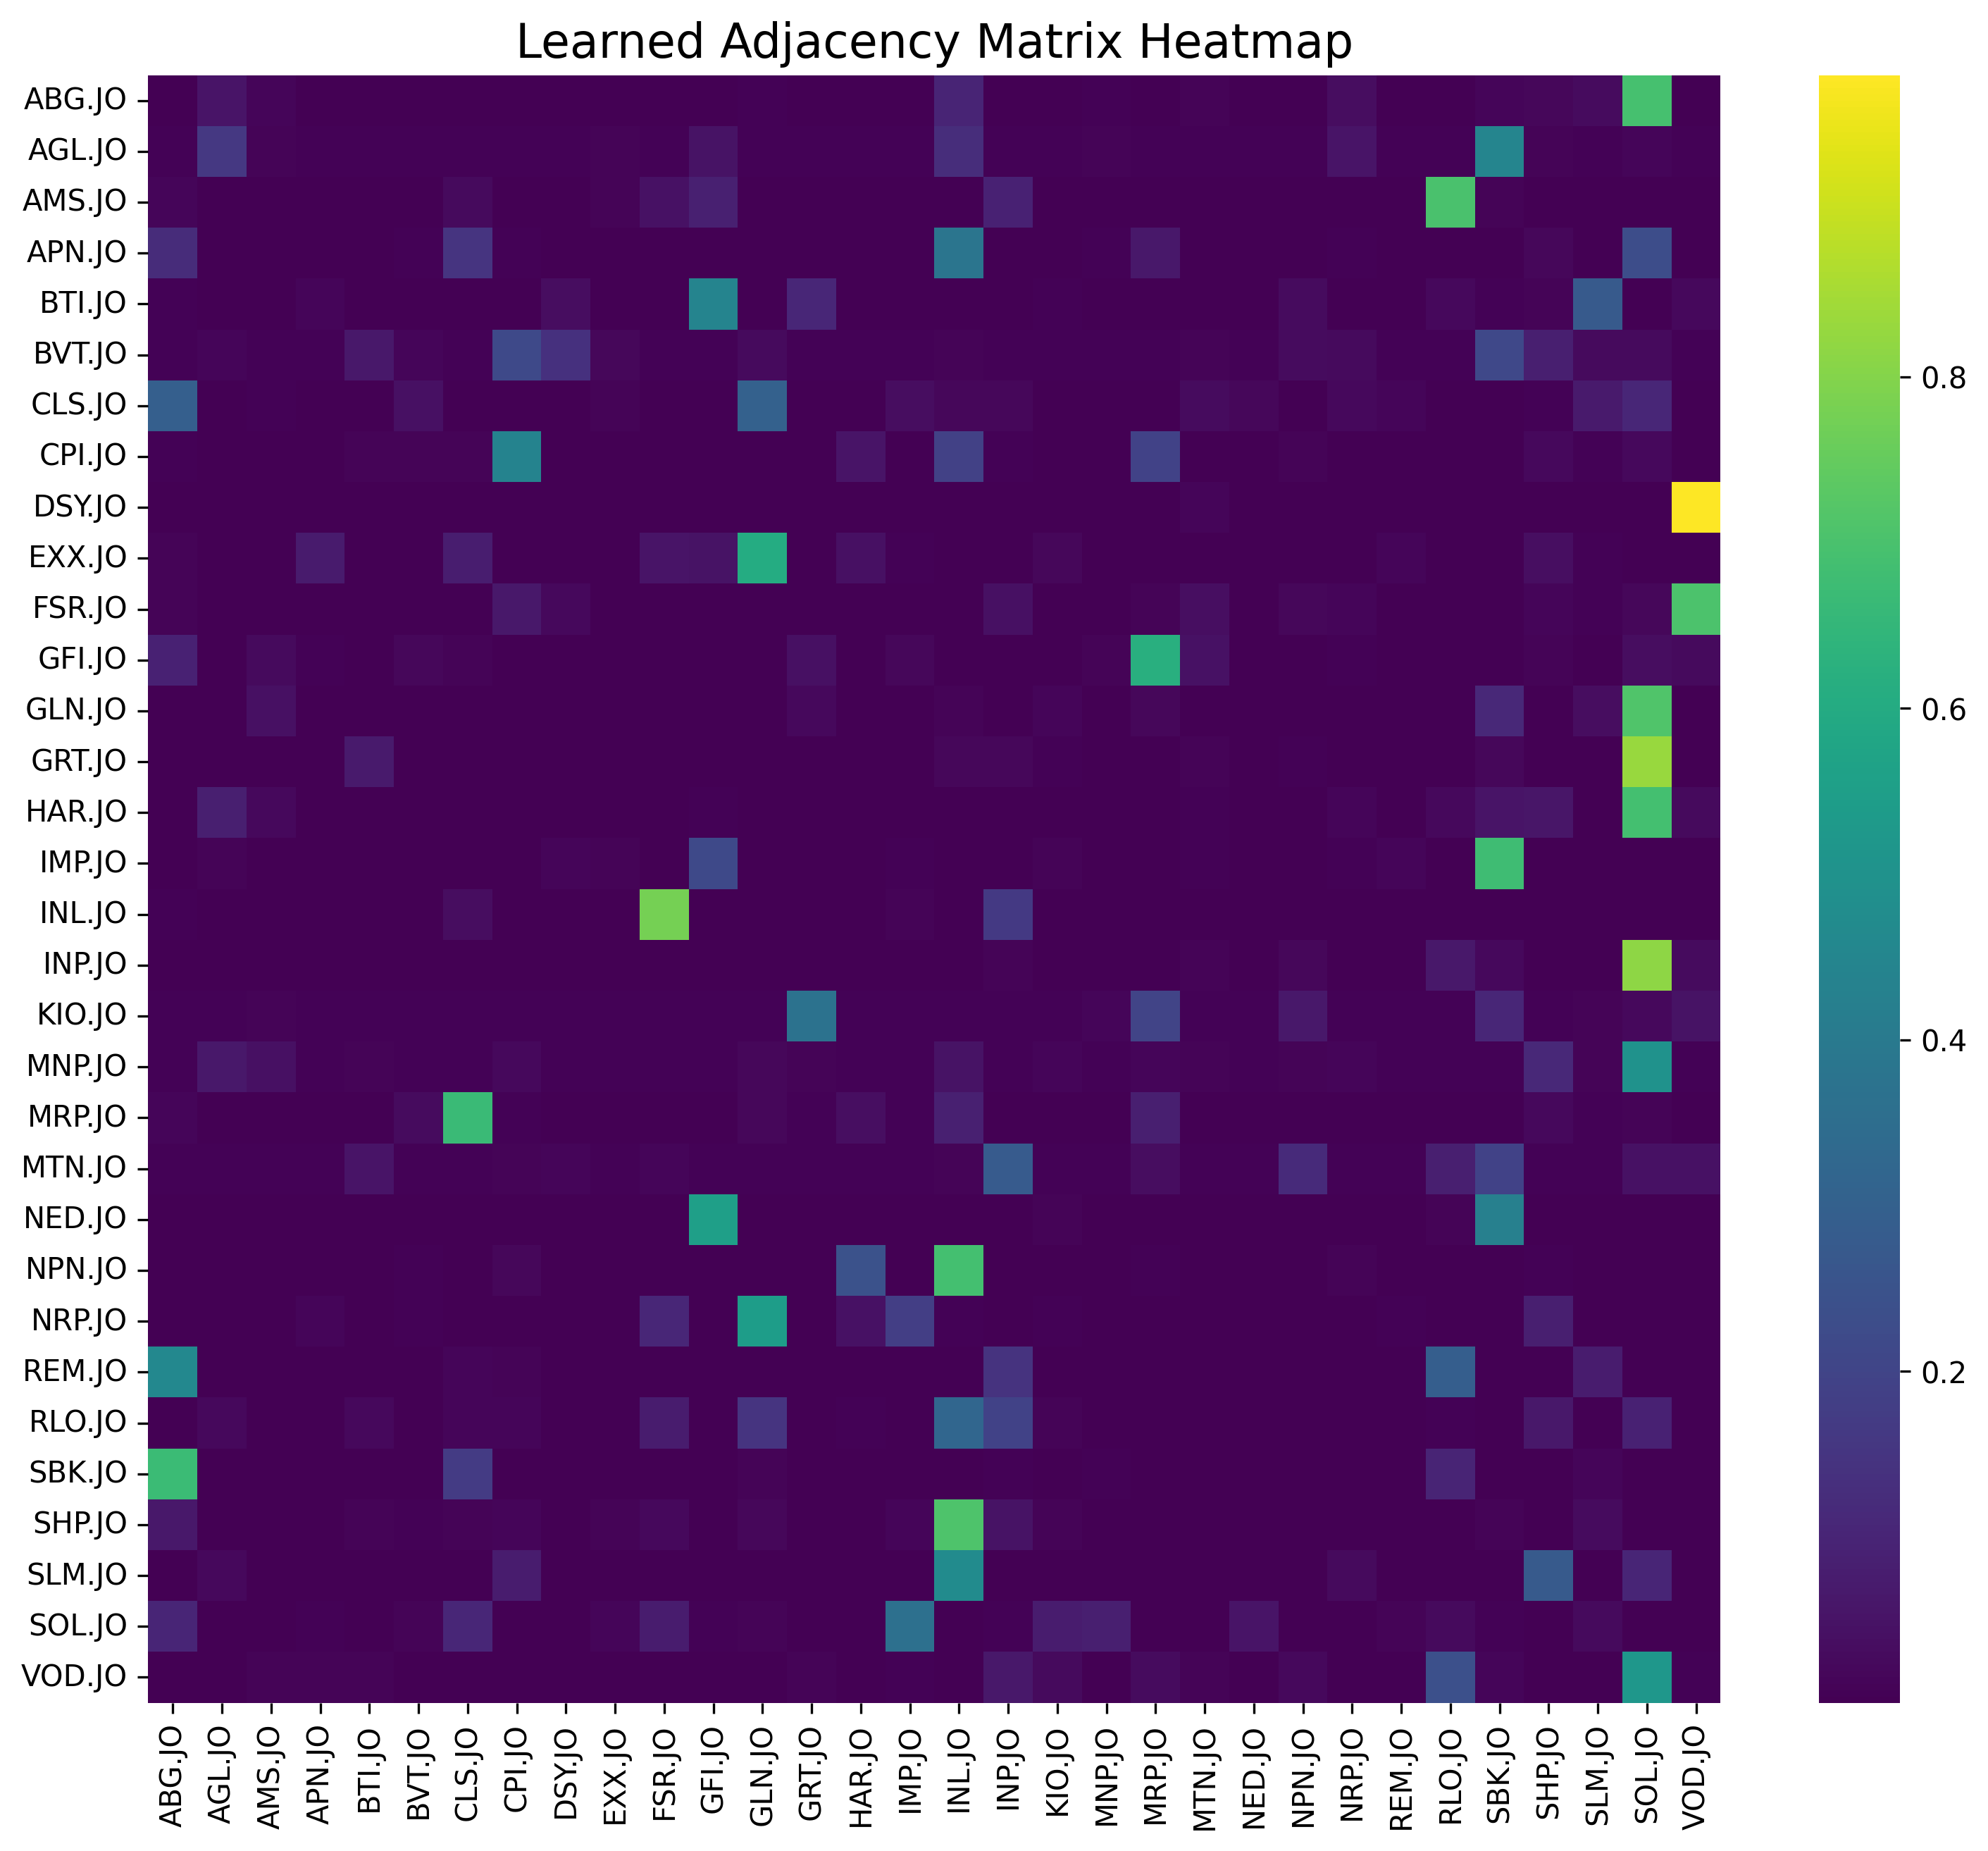 Learned Adjacency Matrix Heatmap
ABG.JO
AGL.JO
AMS.JO
APN.JO
BTI.JO
BVT.JO
CLS.JO
CPI.JO
DSY.JO
EXX.JO
FSR.JO
GFI.JO
GLN.JO
GRT.JO
HAR.JO
IMP.JO
INL.JO
INP.JO
KIO.JO
MNP.JO
MRP.JO
MTN.JO
NED.JO
NPN.JO
NRP.JO
REM.JO
RLO.JO
SBK.JO
SHP.JO
SLM.JO
SOL.JO
VOD.JO
ABG.JO
AGL.JO
AMS.JO
APN.JO
BTI.JO
BVT.JO
CLS.JO
CPI.JO
DSY.JO
EXX.JO
FSR.JO
GFI.JO
GLN.JO
GRT.JO
HAR.JO
IMP.JO
INL.JO
INP.JO
KIO.JO
MNP.JO
MRP.JO
MTN.JO
NED.JO
NPN.JO
NRP.JO
REM.JO
RLO.JO
SBK.JO
SHP.JO
SLM.JO
SOL.JO
VOD.JO
0.8
0.6
0.4
0.2